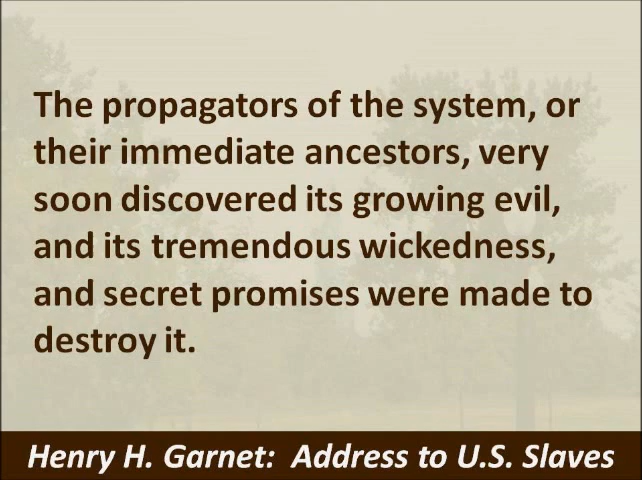 The propagators of the system, or
their immediate ancestors, very
soon discovered its growing evil,
and its tremendous wickedness,
and secret promises were made to
destroy it.
Henry H. Garnet:  Address to U.S. Slaves